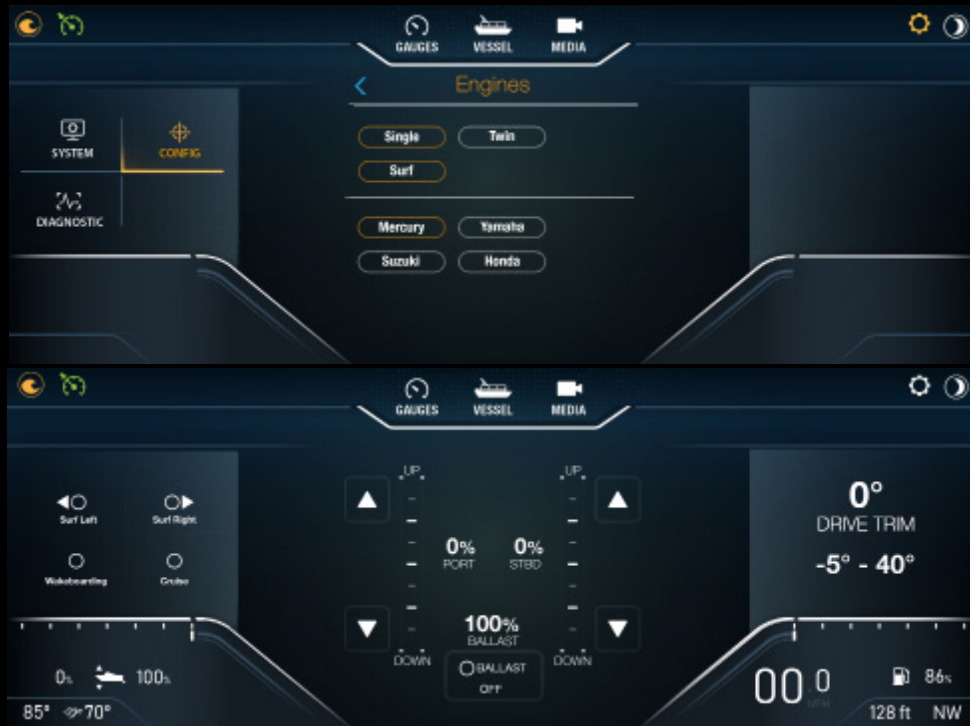 GAUGES VESSEL MEDIA
Engines
SYSTEM CONFIG
DIAGNOSTIC
Single Twin
Surf
Mercury Yamaha
Suzuki Honda
GAUGES VESSEL MEDIA
Surf Left Surf Right
Wakeboarding Cruise
0% 100%
85° 70°
UP UP
0% 0%
PORT STBD
100%
BALLAST
DOWN DOWN
BALLAST
OFF
0°
DRIVE TRIM
-5° - 40°
00.0 MPH
86%
128 ft NW